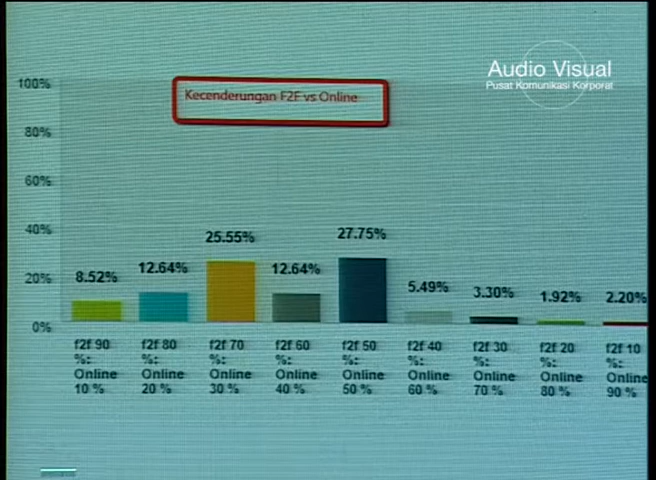 Audio Visual
Pusat Komunikasi Korporat
Kecenderungan F2F vs Online
100%
80%
60%
40%
20%
0%
8.52%
12.64%
25.55%
12.64%
27.75%
5.49%
3.30%
1.92%
2.20%
f2f 90
%:
Online
10 %
f2f 80
%:
Online
20 %
f2f 70
%:
Online
30 %
f2f 60
%:
Online
40 %
f2f 50
%:
Online
50 %
f2f 40
%:
Online
60 %
f2f 30
%:
Online
70 %
f2f 20
%:
Online
80 %
f2f 10
%:
Online
90 %